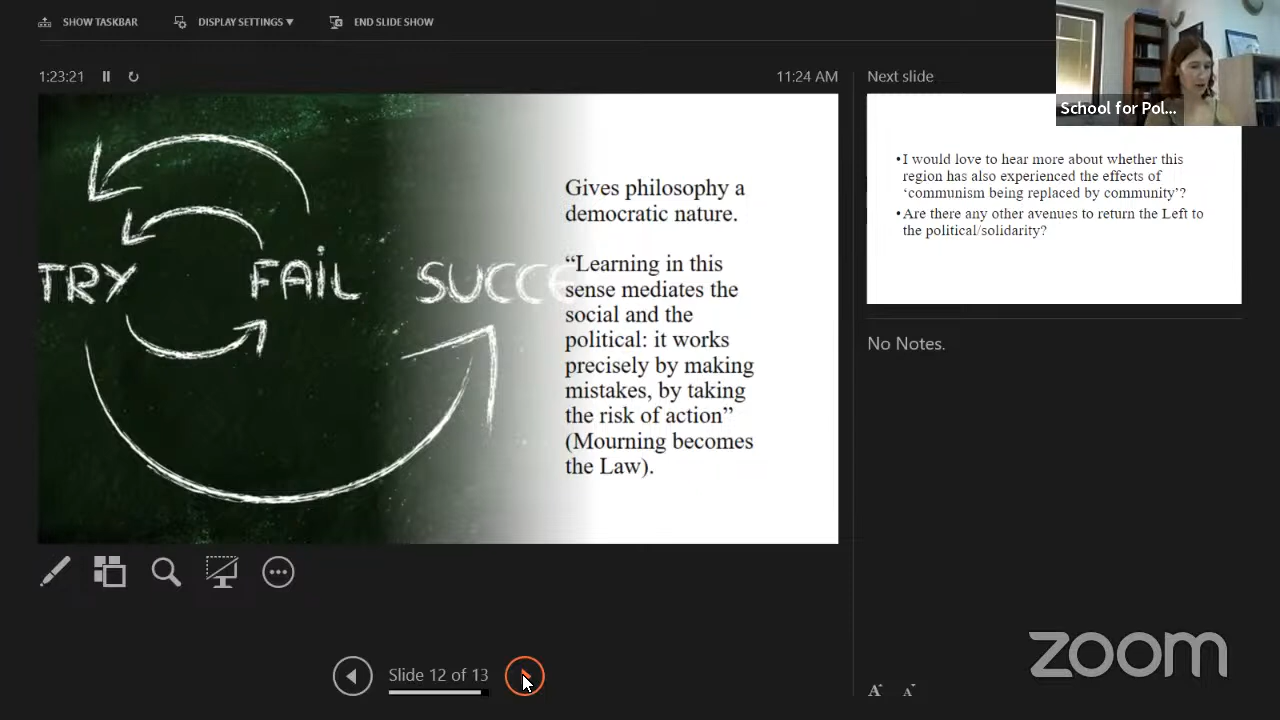 SHOW TASKBAR
DISPLAY SETTINGS ▾
END SLIDE SHOW
1:23:21
11:24 AM
Next slide
School for Pol...
TRY
FAIL
SUCCE
Gives philosophy a
democratic nature.
“Learning in this
sense mediates the
social and the
political: it works
precisely by making
mistakes, by taking
the risk of action”
(Mourning becomes
the Law).
•I would love to hear more about whether this
region has also experienced the effects of
‘communism being replaced by community’?
•Are there any other avenues to return the Left to
the political/solidarity?
No Notes.
Slide 12 of 13
zoom
A A